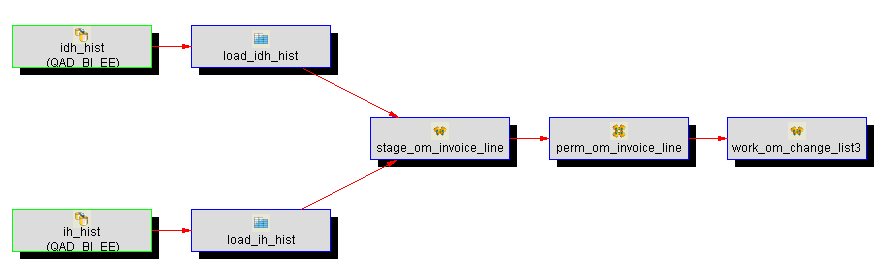 idh_hist
(QAD_BI_EE)
load_idh_hist
stage_om_invoice_line
perm_om_invoice_line
work_om_change_list3
ih_hist
(QAD_BI_EE)
load_ih_hist